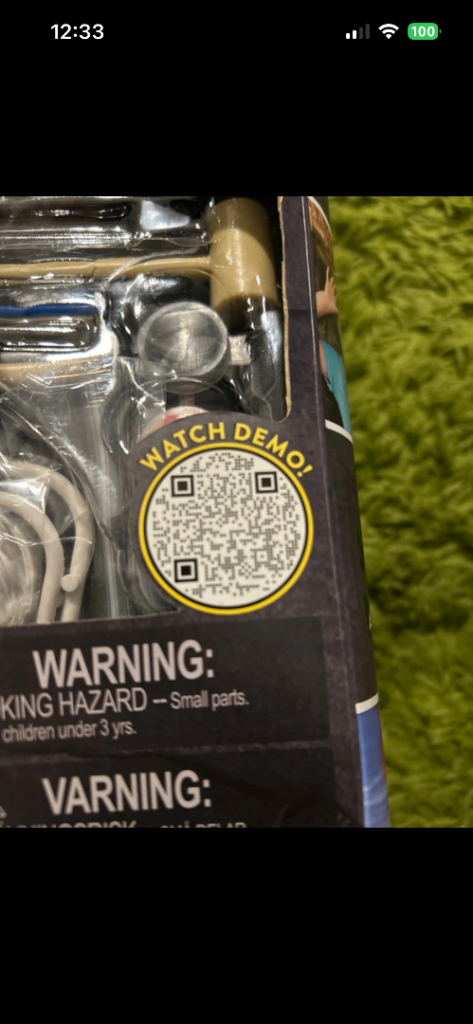 12:33
100
WATCH DEMO!
WARNING:
KING HAZARD -- Small parts.
children under 3 yrs.
VARNING: